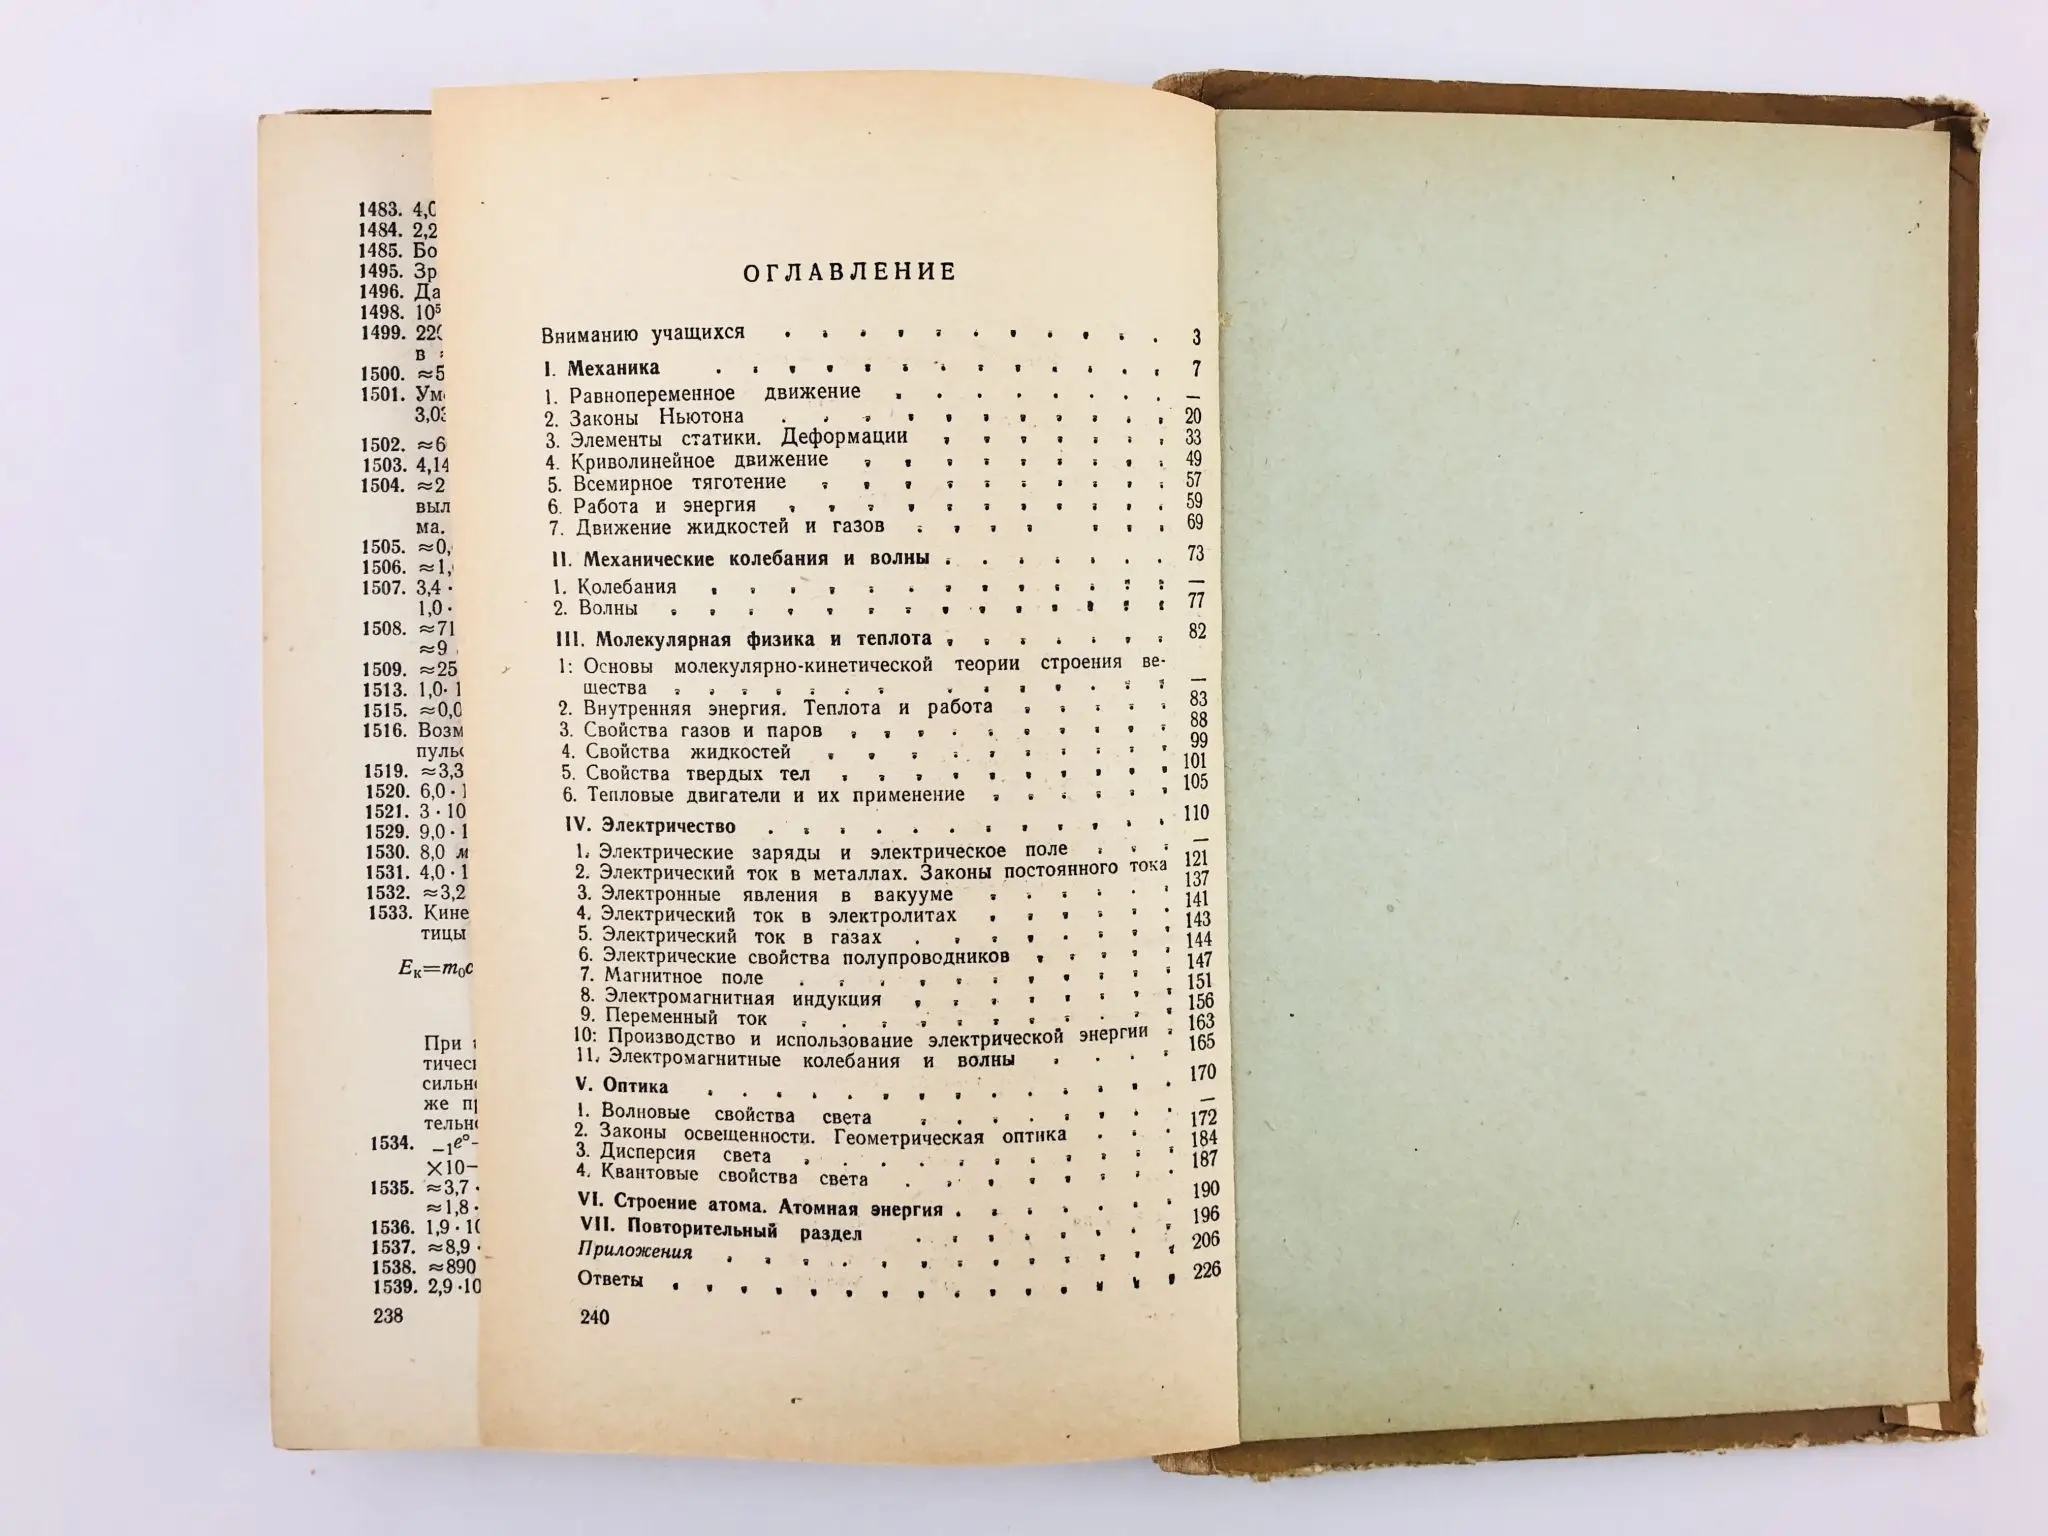 1483. 4,0
1484. 2,2
1485. Бо
1495. Зр
1496. Да
1498. 10⁵
1499. 220
в
1500. ≈5
1501. Ум
3,03
1502. ≈6
1503. 4,14
1504. ≈2
выл
ма.
1505. ≈0,
1506. ≈1,
1507. 3,4 ·
1,0 ·
1508. ≈71
≈9
1509. ≈25
1513. 1,0· 1
1515. ≈0,0
1516. Возм
пульс
1519. ≈3,3
1520. 6,0 · 1
1521. 3 · 10
1529. 9,0 · 1
1530. 8,0 м
1531. 4,0 · 1
1532. ≈3,2
1533. Кине
тицы
Eк=m₀c
При
тичес
сильн
же п
тельн
1534. ₋₁e°–
×10–
1535. ≈3,7 ·
≈1,8 ·
1536. 1,9 · 10
1537. ≈8,9 ·
1538. ≈890
1539. 2,9 ·10
238
ОГЛАВЛЕНИЕ
Вниманию учащихся . . . . . . . . . . . 3
I. Механика . . . . . . . . . . . . . 7
1. Равнопеременное движение . . . . . . . . —
2. Законы Ньютона . . . . . . . . . . . 20
3. Элементы статики. Деформации . . . . . . . 33
4. Криволинейное движение . . . . . . . . . 49
5. Всемирное тяготение . . . . . . . . . . 57
6. Работа и энергия . . . . . . . . . . . 59
7. Движение жидкостей и газов . . . . . . . 69
II. Механические колебания и волны . . . . . . . 73
1. Колебания . . . . . . . . . . . . . —
2. Волны . . . . . . . . . . . . . . 77
III. Молекулярная физика и теплота . . . . . . . 82
1: Основы молекулярно-кинетической теории строения ве-
щества . . . . . . . . . . . . . . —
2. Внутренняя энергия. Теплота и работа . . . . . 83
3. Свойства газов и паров . . . . . . . . . 88
4. Свойства жидкостей . . . . . . . . . . 99
5. Свойства твердых тел . . . . . . . . . . 101
6. Тепловые двигатели и их применение . . . . . . 105
IV. Электричество . . . . . . . . . . . . 110
1. Электрические заряды и электрическое поле . . . —
2. Электрический ток в металлах. Законы постоянного тока 121
3. Электронные явления в вакууме . . . . . . 137
4. Электрический ток в электролитах . . . . . . 141
5. Электрический ток в газах . . . . . . . . 143
6. Электрические свойства полупроводников . . . . . 144
7. Магнитное поле . . . . . . . . . . . 147
8. Электромагнитная индукция . . . . . . . . 151
9. Переменный ток . . . . . . . . . . . 156
10: Производство и использование электрической энергии . 163
11. Электромагнитные колебания и волны . . . . 165
V. Оптика . . . . . . . . . . . . . . 170
1. Волновые свойства света . . . . . . . . —
2. Законы освещенности. Геометрическая оптика . . . 172
3. Дисперсия света . . . . . . . . . . . 184
4. Квантовые свойства света . . . . . . . . 187
VI. Строение атома. Атомная энергия . . . . . . . 190
VII. Повторительный раздел . . . . . . . . 196
Приложения . . . . . . . . . . . . . 206
Ответы . . . . . . . . . . . . . . . 226
240